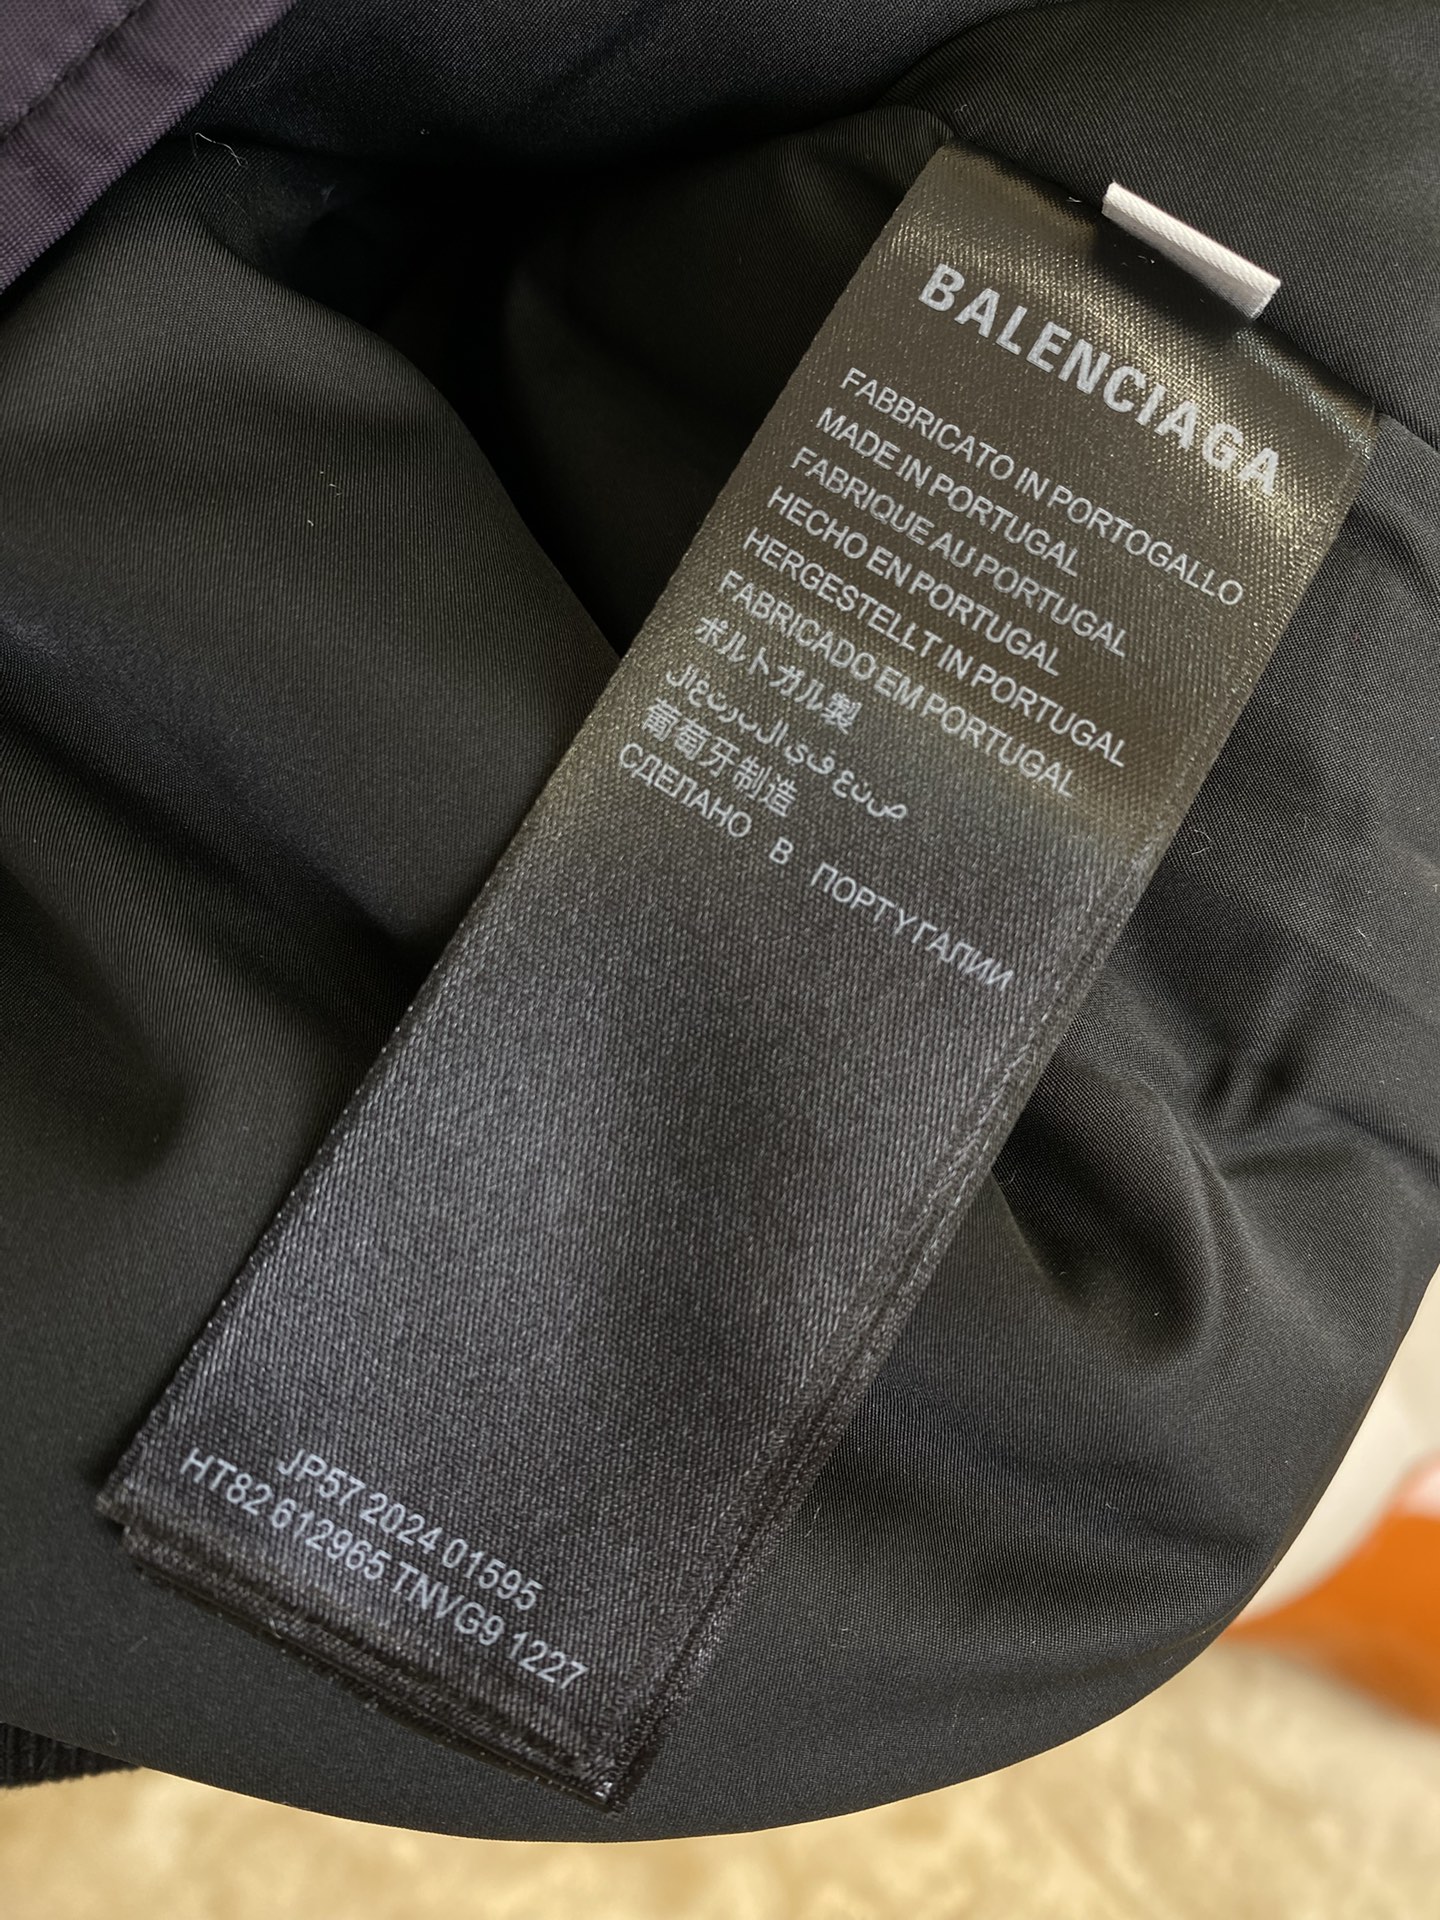 BALENCIAGA
FABBRICATO IN PORTOGALLO
MADE IN PORTUGAL
FABRIQUE AU PORTUGAL
HECHO EN PORTUGAL
HERGESTELLT IN PORTUGAL
FABRICADO EM PORTUGAL
ポルトガル製
صنع فى البرتغال
葡萄牙制造
СДЕЛАНО В ПОРТУГАЛИИ
JP57 2024 01595
HT82 612965 TNVG9 1227